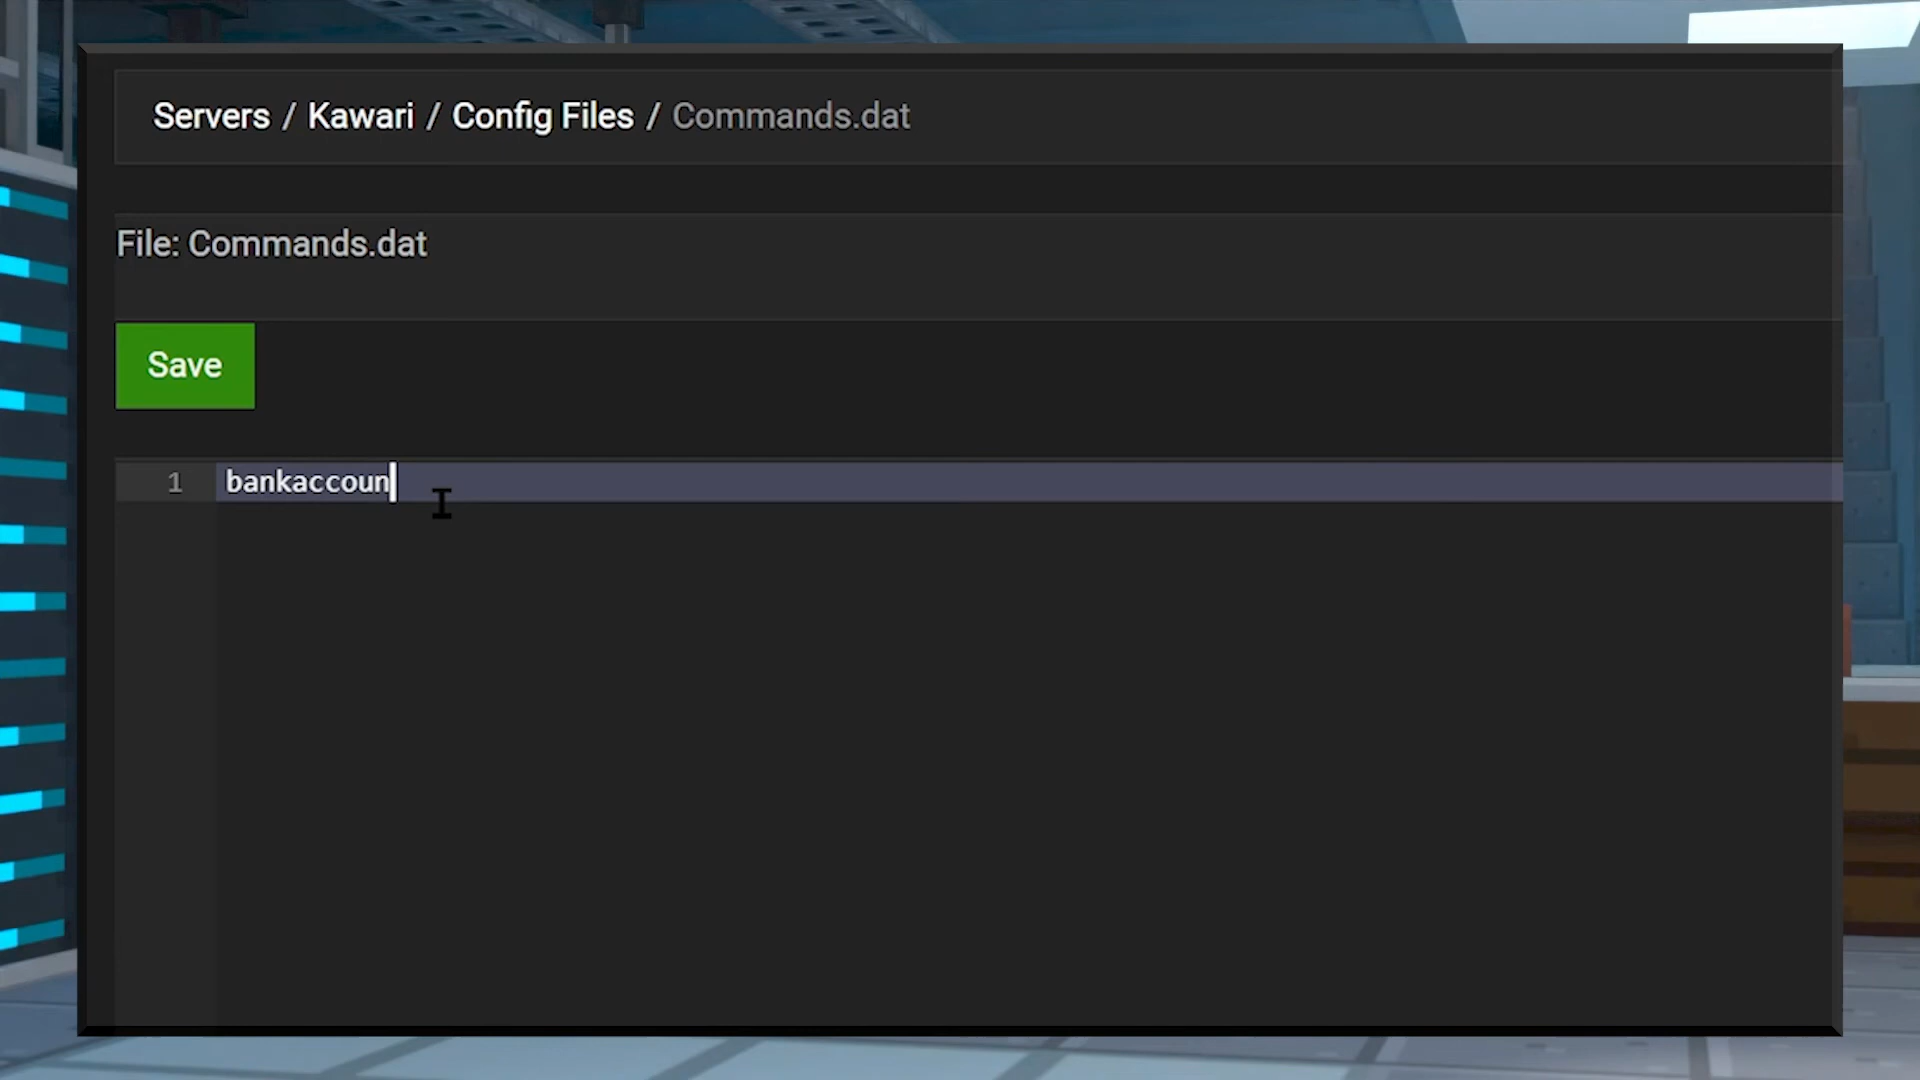 Servers / Kawari / Config Files / Commands.dat
File: Commands.dat
Save
1 bankaccoun